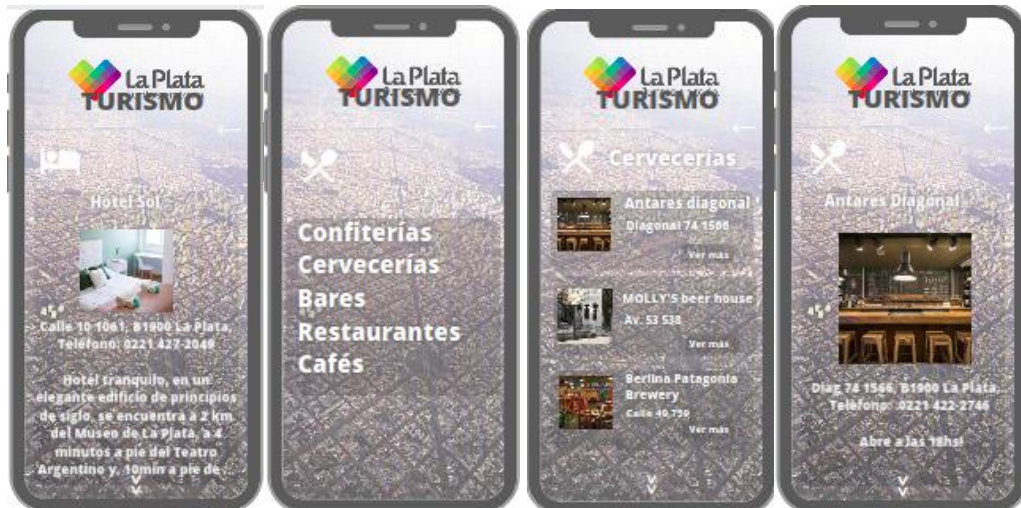 La Plata
TURISMO
Hotel Sol
Calle 10 1061, B1900 La Plata,
Teléfono: 0221 427-2049
Hotel tranquilo, en un
elegante edificio de principios
de siglo, se encuentra a 2 km
del Museo de La Plata, a 4
minutos a pie del Teatro
Argentino y, 10min a pie de
La Plata
TURISMO
Confiterías
Cervecerías
Bares
Restaurantes
Cafés
La Plata
TURISMO
Cervecerías
Antares diagonal
Diagonal 74 1566
Ver más
MOLLY'S beer house
Av. 53 538
Ver más
Berlina Patagonia
Brewery
Calle 49 759
Ver más
La Plata
TURISMO
Antares Diagonal
Diag 74 1566, B1900 La Plata,
Teléfono: 0221 422-2746
Abre a las 18hs!